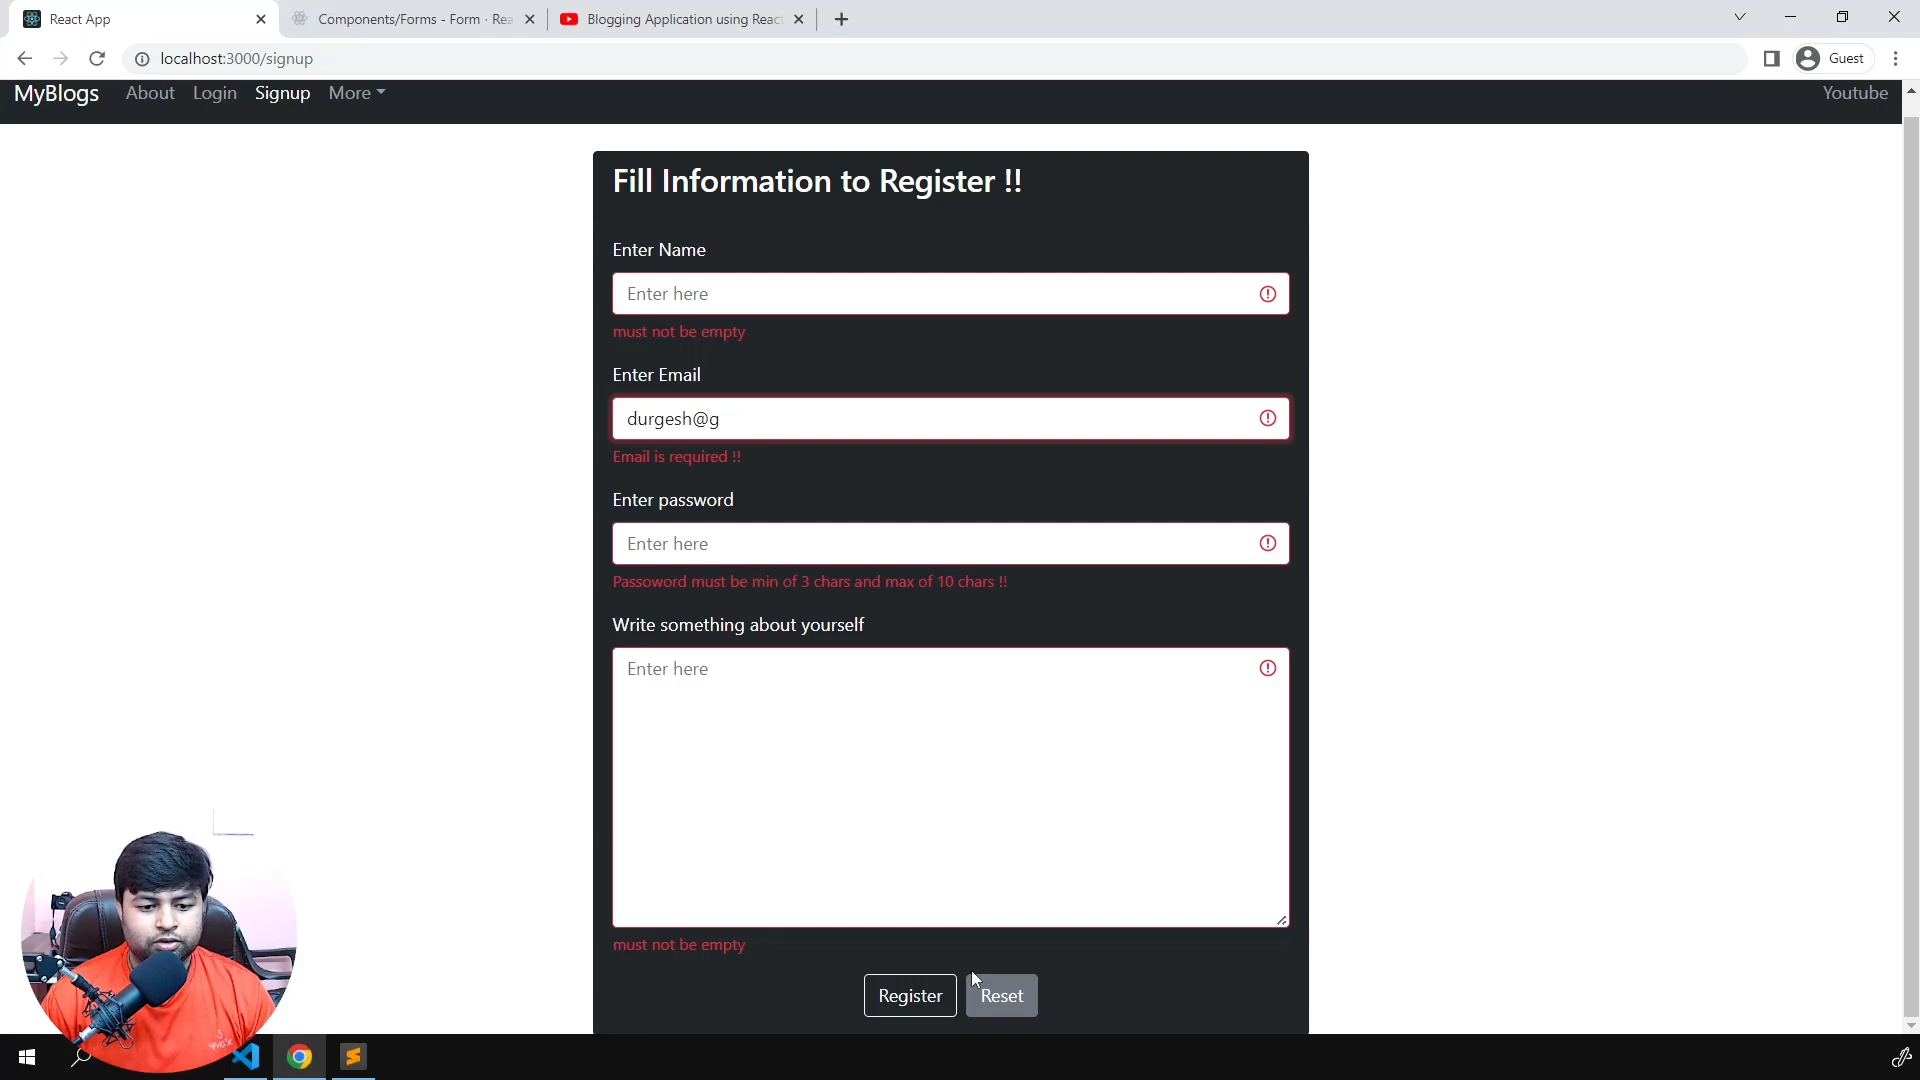 React App
Components/Forms - Form · Rea
Blogging Application using Reac
localhost:3000/signup
Guest
MyBlogs About Login Signup More Youtube
Fill Information to Register !!
Enter Name
Enter here
must not be empty
Enter Email
durgesh@g
Email is required !!
Enter password
Enter here
Passoword must be min of 3 chars and max of 10 chars !!
Write something about yourself
Enter here
must not be empty
Register Reset